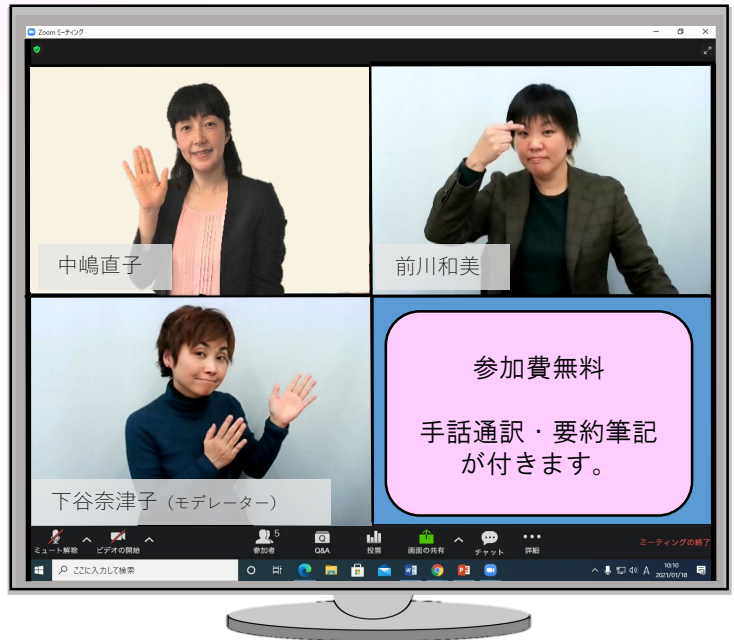 Zoom ミーティング
中嶋直子
前川和美
下谷奈津子（モデレーター）
参加費無料
手話通訳・要約筆記
が付きます。
ミュート解除
ビデオの開始
5
参加者
Q&A
投票
画面の共有
チャット
詳細
ミーティングの終了
ここに入力して検索
A
10:10
2021/01/18